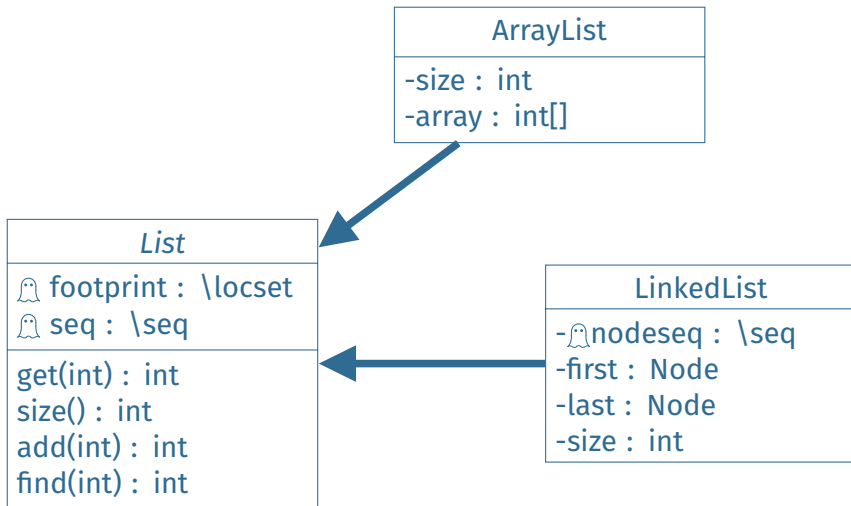 ArrayList
-size : int
-array : int[]
List
footprint : \locset
seq : \seq
get(int) : int
size() : int
add(int) : int
find(int) : int
LinkedList
-nodeseq : \seq
-first : Node
-last : Node
-size : int